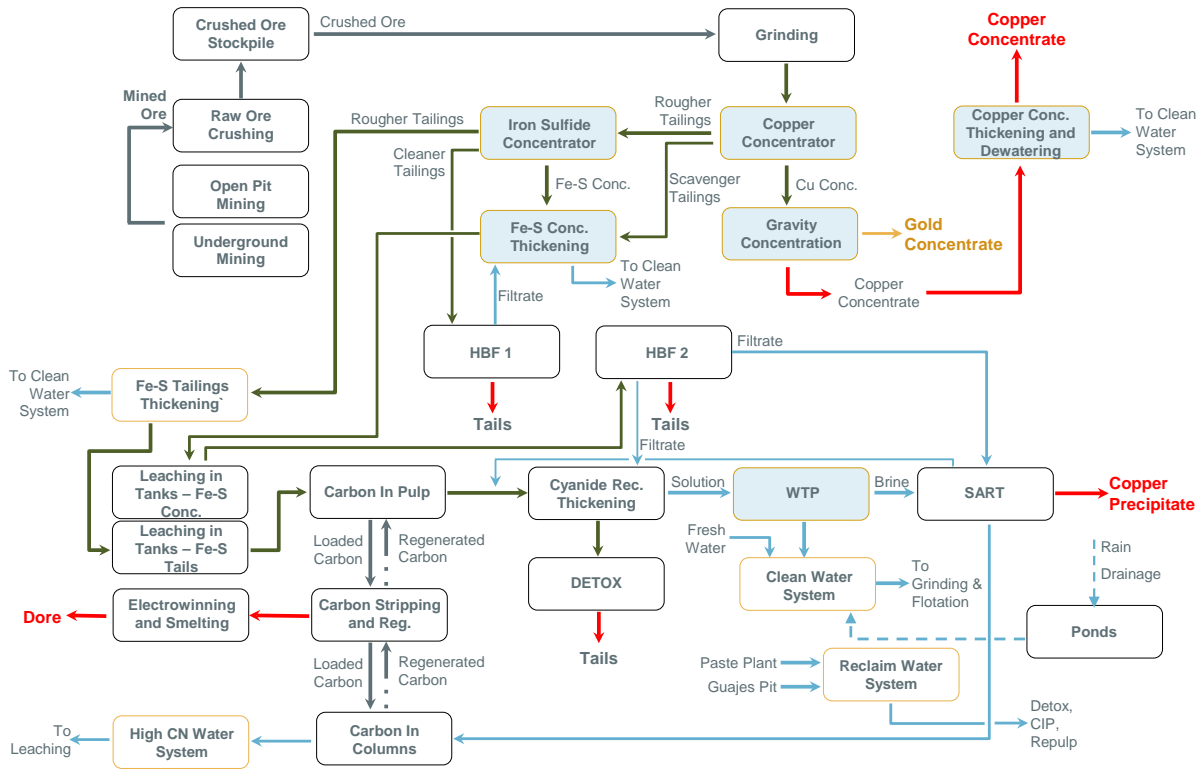 Crushed Ore
Stockpile
Crushed Ore
Grinding
Copper
Concentrate
Mined
Ore
Raw Ore
Crushing
Rougher Tailings
Iron Sulfide
Concentrator
Rougher
Tailings
Copper
Concentrator
Copper Conc.
Thickening and
Dewatering
To Clean
Water
System
Cleaner
Tailings
Open Pit
Mining
Fe-S Conc.
Scavenger
Tailings
Cu Conc.
Underground
Mining
Fe-S Conc.
Thickening
Gravity
Concentration
Gold
Concentrate
To Clean
Water
System
Filtrate
Copper
Concentrate
HBF 1
HBF 2
Filtrate
To Clean
Water
System
Fe-S Tailings
Thickening`
Tails
Tails
Filtrate
Leaching in
Tanks – Fe-S
Conc.
Leaching in
Tanks – Fe-S
Tails
Carbon In Pulp
Cyanide Rec.
Thickening
Solution
WTP
Brine
SART
Copper
Precipitate
Loaded
Carbon
Regenerated
Carbon
Fresh
Water
Rain
Drainage
DETOX
Clean Water
System
To
Grinding &
Flotation
Dore
Electrowinning
and Smelting
Carbon Stripping
and Reg.
Ponds
Tails
Loaded
Carbon
Regenerated
Carbon
Paste Plant
Guajes Pit
Reclaim Water
System
Detox,
CIP,
Repulp
To
Leaching
High CN Water
System
Carbon In
Columns